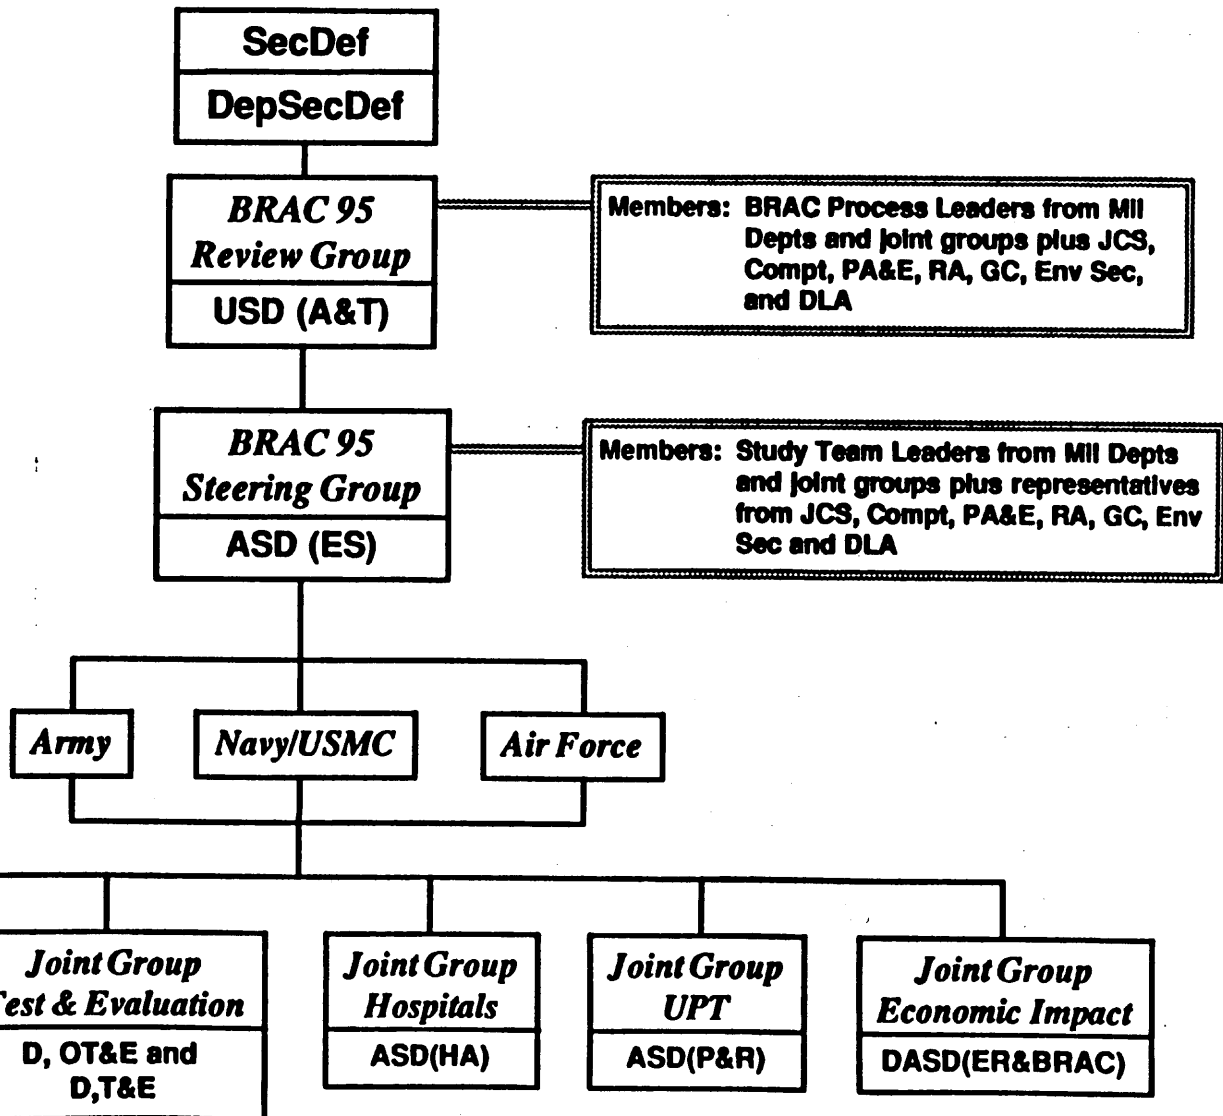 SecDef
DepSecDef
BRAC 95
Review Group
USD (A&T)
Members: BRAC Process Leaders from Mil
Depts and joint groups plus JCS,
Compt, PA&E, RA, GC, Env Sec,
and DLA
BRAC 95
Steering Group
ASD (ES)
Members: Study Team Leaders from Mil Depts
and joint groups plus representatives
from JCS, Compt, PA&E, RA, GC, Env
Sec and DLA
Army
Navy/USMC
Air Force
Joint Group
Test & Evaluation
D, OT&E and
D,T&E
Joint Group
Hospitals
ASD(HA)
Joint Group
UPT
ASD(P&R)
Joint Group
Economic Impact
DASD(ER&BRAC)